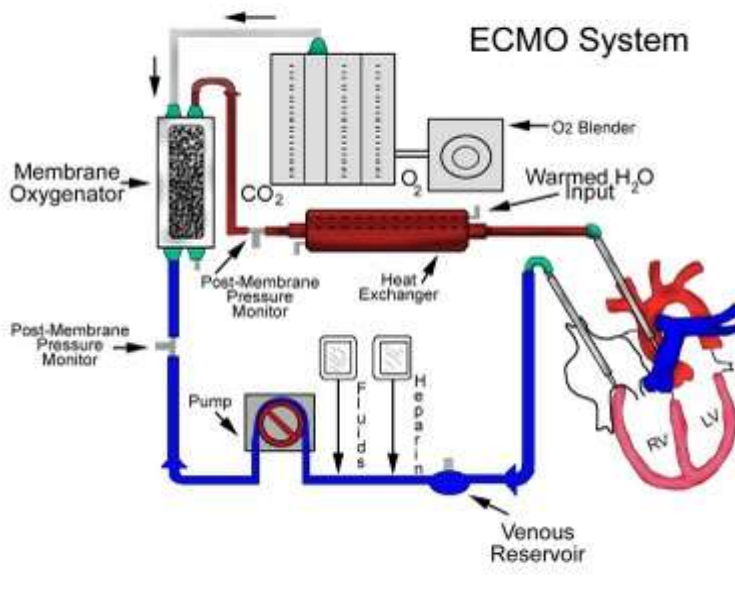 ECMO System
O2 Blender
Membrane
Oxygenator
CO2
O2
Warmed H2O
Input
Post-Membrane
Pressure
Monitor
Heat
Exchanger
Post-Membrane
Pressure
Monitor
Pump
Fluids
Heparin
RV
LV
Venous
Reservoir